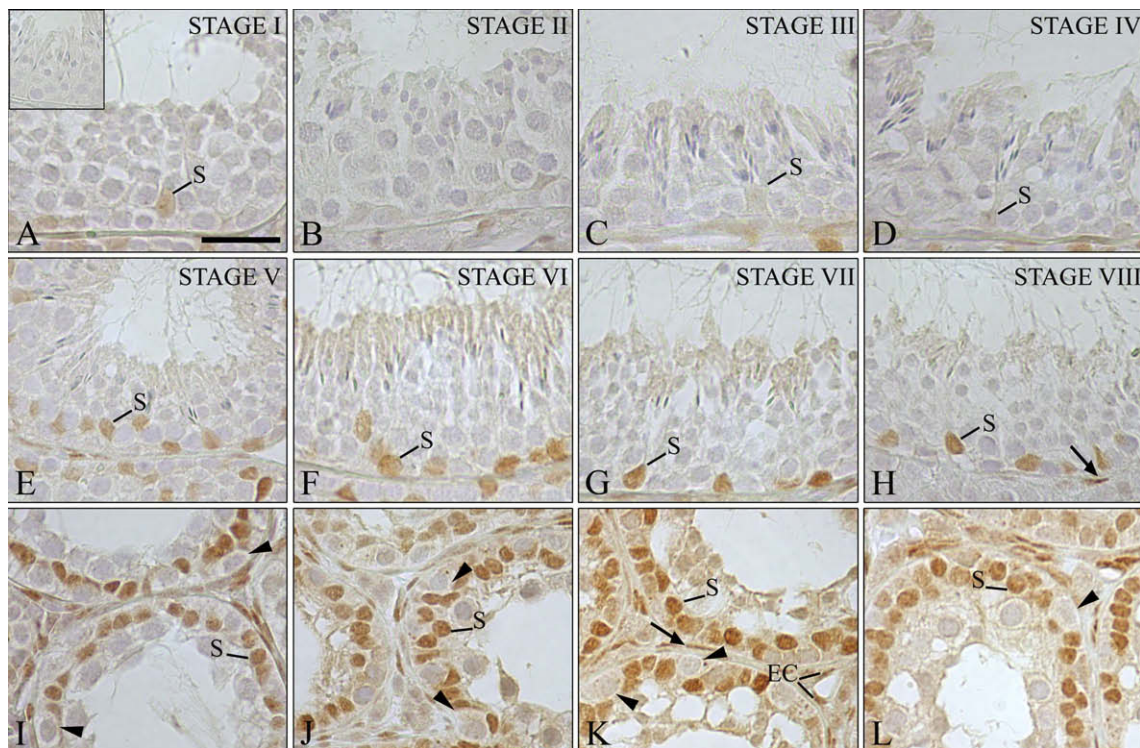 STAGE I
S
A
STAGE II
B
STAGE III
S
C
STAGE IV
S
D
STAGE V
S
E
STAGE VI
S
F
STAGE VII
S
G
STAGE VIII
S
H
S
I
S
J
S
EC
K
S
L